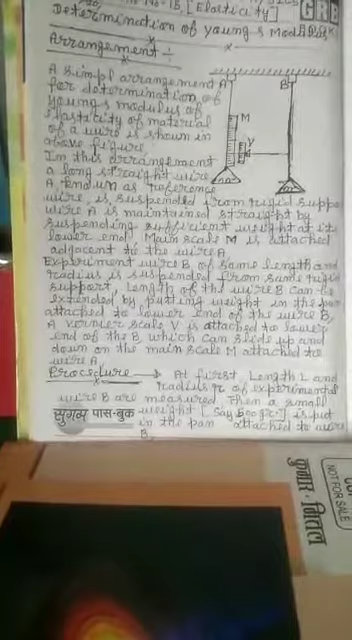 [Elasticity]
Determination of young's Modulus
GRB
Arrangement :-
A simpl arrangement
for determination of
young's modulus of
elasticity of material
of a wire is shown in
above figure.
In this arrangement
a long straight wire
A, known as reference
wire, is suspended from rigid suppo
wire A is maintained straight by
suspending sufficient weight at its
lower end. Main scale M is attached
adjacent to the wire A.
Experiment wire B of same length and
radius is suspended from same rigid
support. Length of the wire B can be
extended by putting weight in the pan
attached to lower end of the wire B,
A vernier scale V is attached to lower
end of the B, which can slide up and
down on the main scale M attached to
wire A.
Procedure → At first, Length L and
radius r of experimental
wire B are measured. Then a small
weight [Say 500gr.] is put
in the pan attached to wire
B,
A
B
M
V
सुगम्य पास-बुक
कुमार मित्तल
NOT FOR SALE